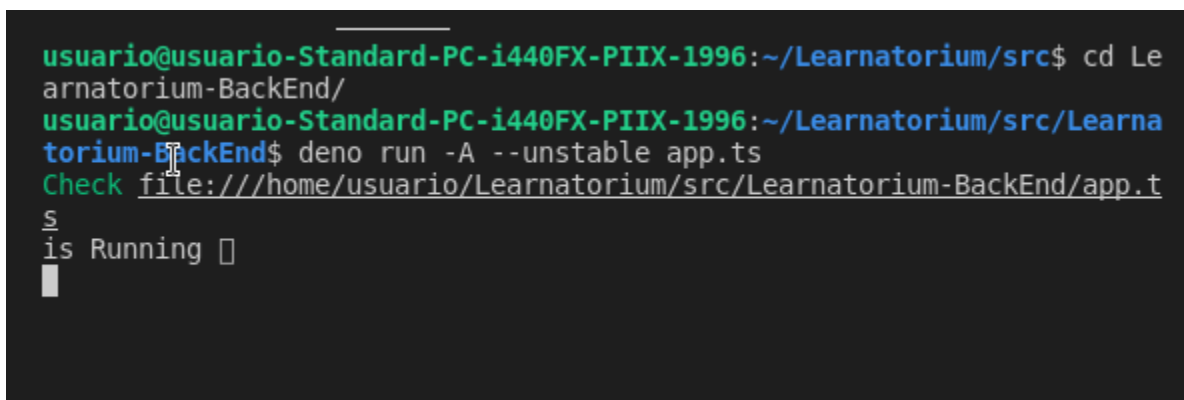 usuario@usuario-Standard-PC-i440FX-PIIX-1996:~/Learnatorium/src$ cd Le
arnatorium-BackEnd/
usuario@usuario-Standard-PC-i440FX-PIIX-1996:~/Learnatorium/src/Learna
torium-BackEnd$ deno run -A --unstable app.ts
Check file:///home/usuario/Learnatorium/src/Learnatorium-BackEnd/app.t
s
is Running